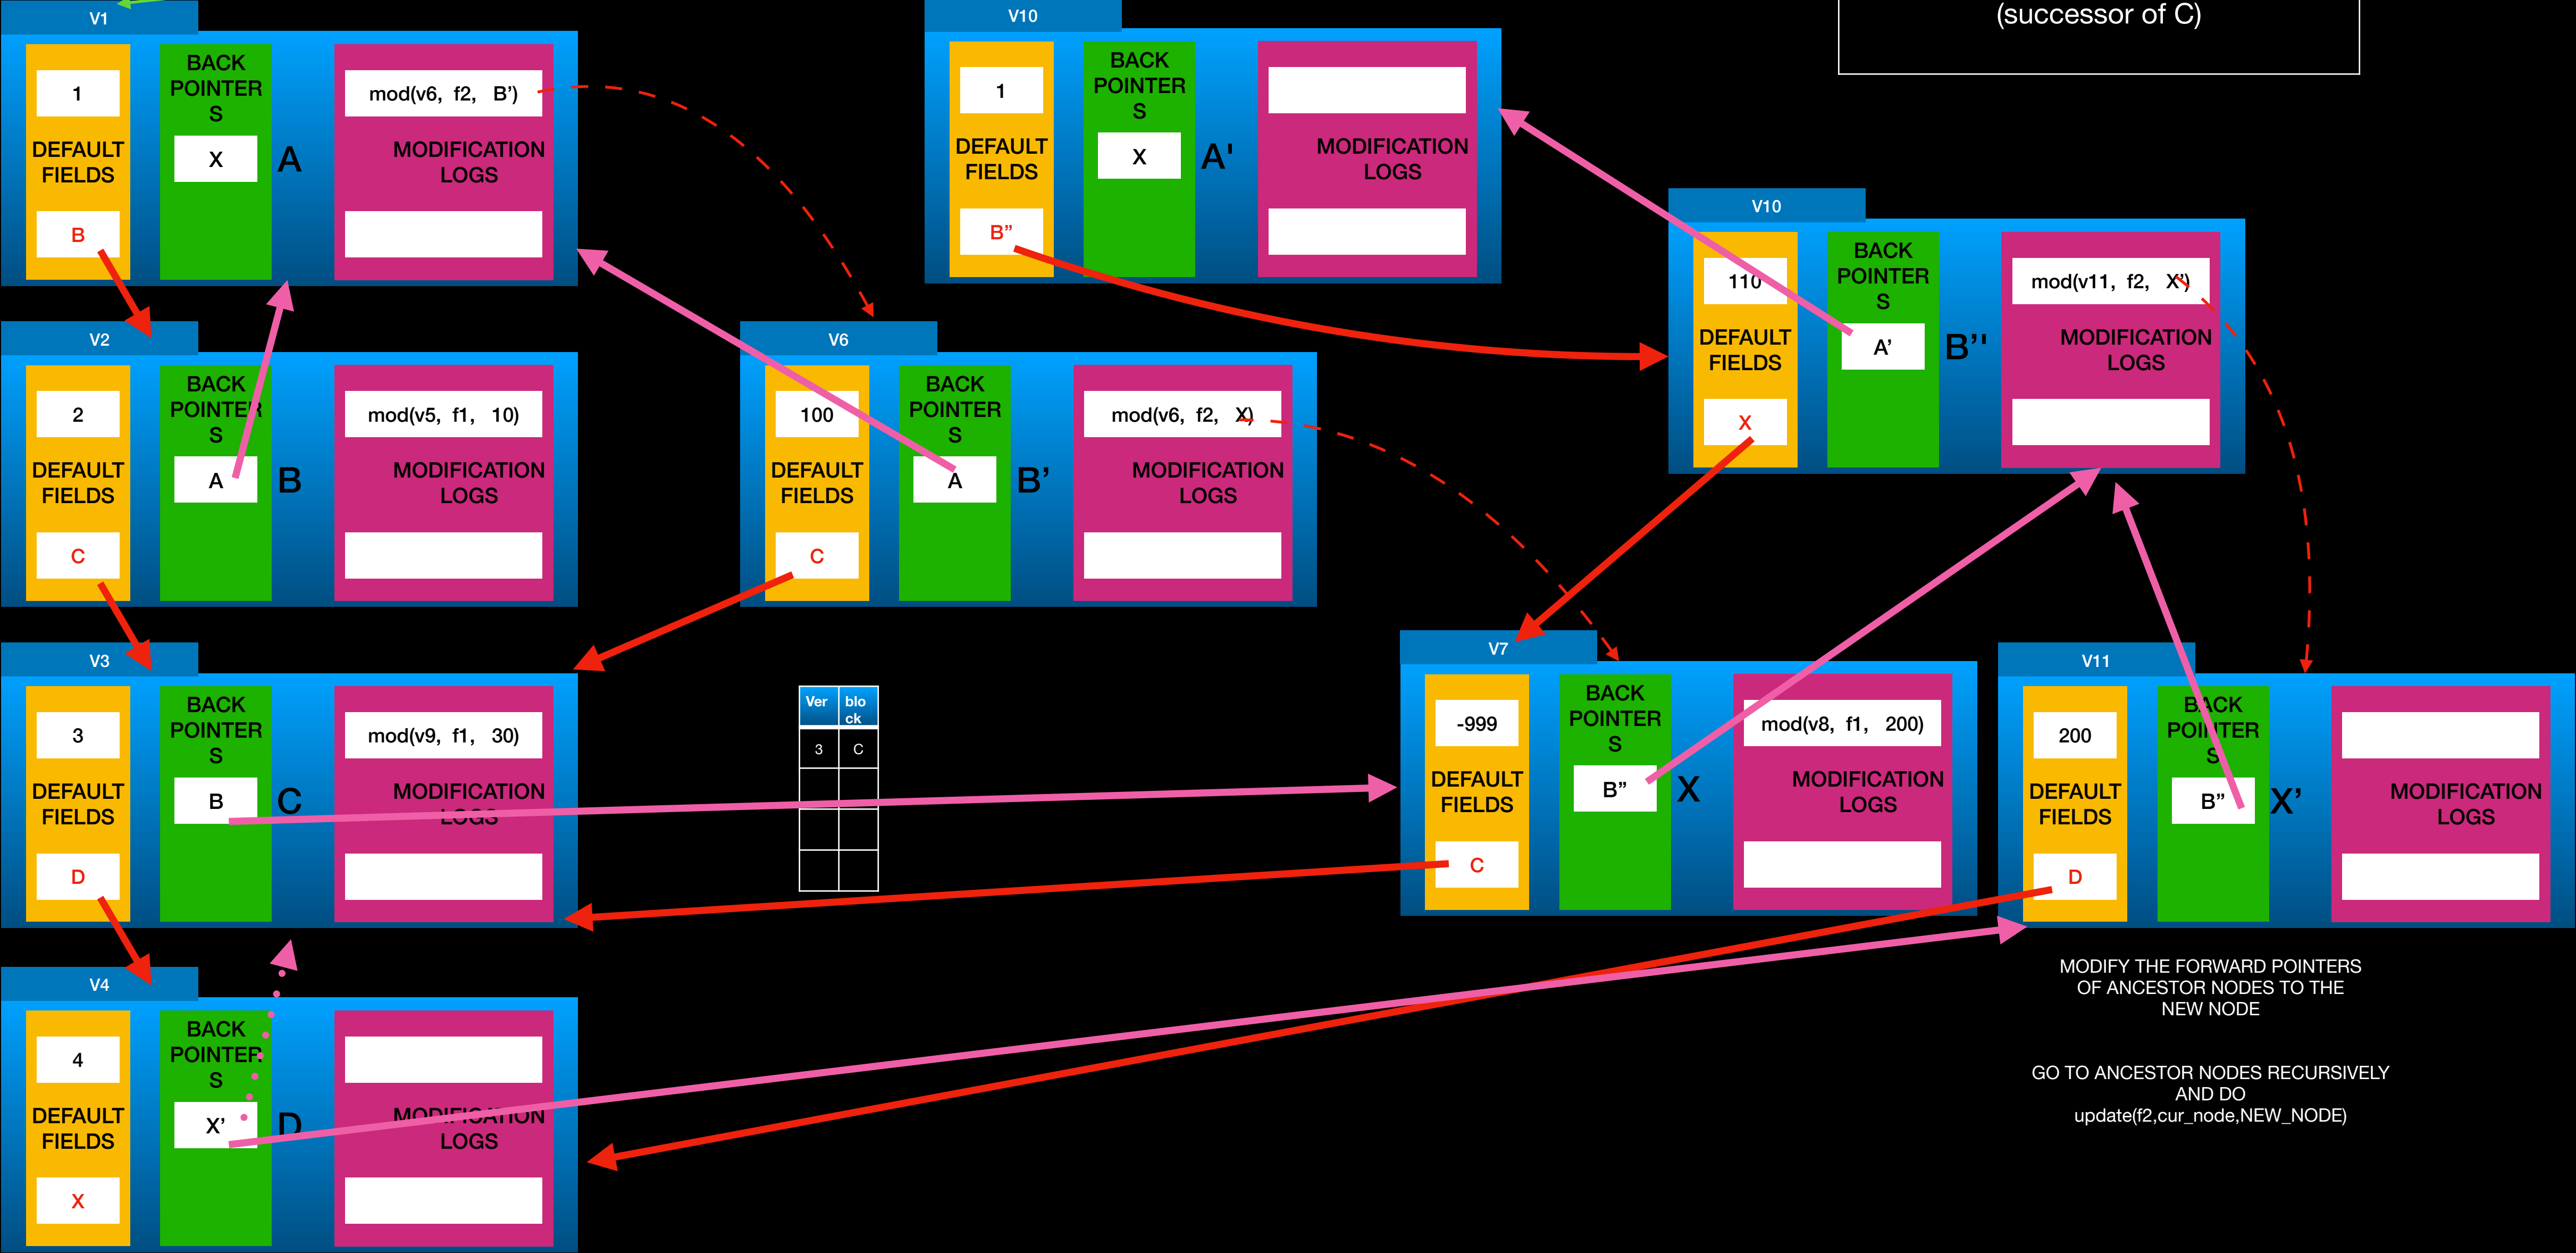 (successor of C)
V1
1
DEFAULT
FIELDS
B
BACK
POINTER
S
X
A
mod(v6, f2, B’)
MODIFICATION
LOGS
V10
1
DEFAULT
FIELDS
B”
BACK
POINTER
S
X
A'
MODIFICATION
LOGS
V10
110
DEFAULT
FIELDS
X
BACK
POINTER
S
A’
B''
mod(v11, f2, X’)
MODIFICATION
LOGS
V2
2
DEFAULT
FIELDS
C
BACK
POINTER
S
A
B
mod(v5, f1, 10)
MODIFICATION
LOGS
V6
100
DEFAULT
FIELDS
C
BACK
POINTER
S
A
B’
mod(v6, f2, X)
MODIFICATION
LOGS
V3
3
DEFAULT
FIELDS
D
BACK
POINTER
S
B
C
mod(v9, f1, 30)
MODIFICATION
LOGS
Ver blo
ck
3 C
V7
-999
DEFAULT
FIELDS
C
BACK
POINTER
S
B”
X
mod(v8, f1, 200)
MODIFICATION
LOGS
V11
200
DEFAULT
FIELDS
D
BACK
POINTER
S
B”
X’
MODIFICATION
LOGS
V4
4
DEFAULT
FIELDS
X
BACK
POINTER
S
X’
D
MODIFICATION
LOGS
MODIFY THE FORWARD POINTERS
OF ANCESTOR NODES TO THE
NEW NODE
GO TO ANCESTOR NODES RECURSIVELY
AND DO
update(f2,cur_node,NEW_NODE)